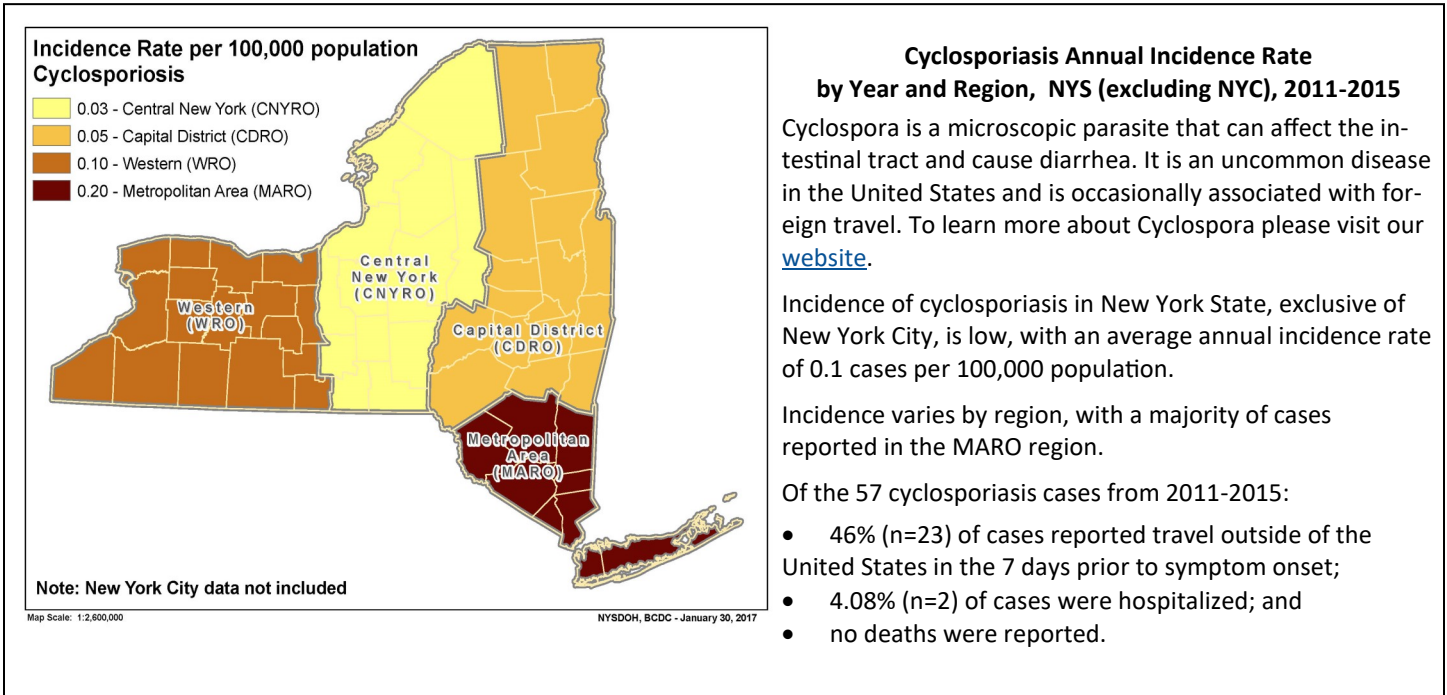 Incidence Rate per 100,000 population
Cyclosporiosis
0.03 - Central New York (CNYRO)
0.05 - Capital District (CDRO)
0.10 - Western (WRO)
0.20 - Metropolitan Area (MARO)
Central
New York
(CNYRO)
Western
(WRO)
Capital District
(CDRO)
Metropolitan
Area
(MARO)
Note: New York City data not included
Map Scale: 1:2,600,000
NYSDOH, BCDC - January 30, 2017
Cyclosporiasis Annual Incidence Rate
by Year and Region, NYS (excluding NYC), 2011-2015
Cyclospora is a microscopic parasite that can affect the in-
testinal tract and cause diarrhea. It is an uncommon disease
in the United States and is occasionally associated with for-
eign travel. To learn more about Cyclospora please visit our
website.
Incidence of cyclosporiasis in New York State, exclusive of
New York City, is low, with an average annual incidence rate
of 0.1 cases per 100,000 population.
Incidence varies by region, with a majority of cases
reported in the MARO region.
Of the 57 cyclosporiasis cases from 2011-2015:
• 46% (n=23) of cases reported travel outside of the
United States in the 7 days prior to symptom onset;
• 4.08% (n=2) of cases were hospitalized; and
• no deaths were reported.